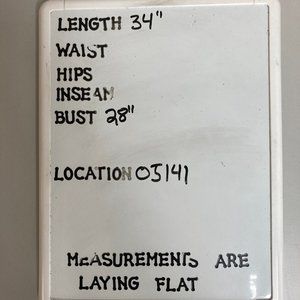 LENGTH 34"
WAIST
HIPS
INSEAM
BUST 28"
LOCATION 05141
MEASUREMENTS ARE
LAYING FLAT